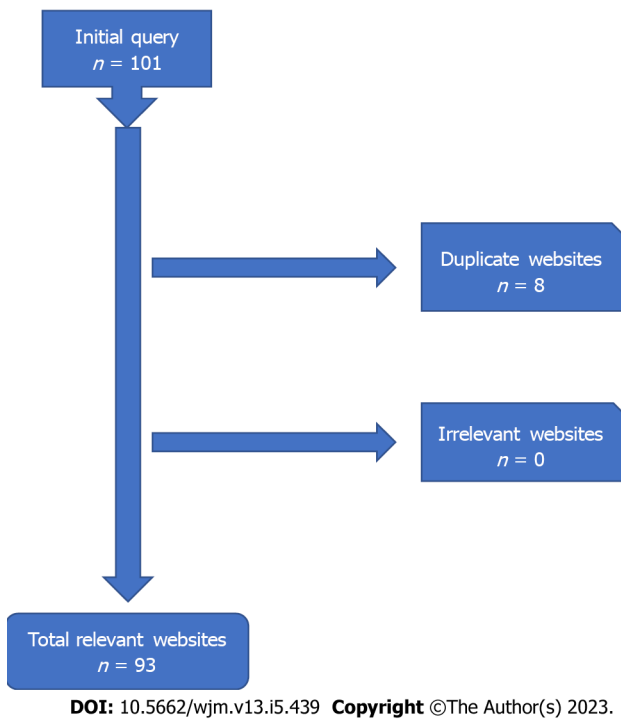 Initial query
n = 101
Duplicate websites
n = 8
Irrelevant websites
n = 0
Total relevant websites
n = 93
DOI: 10.5662/wjm.v13.i5.439 Copyright ©The Author(s) 2023.